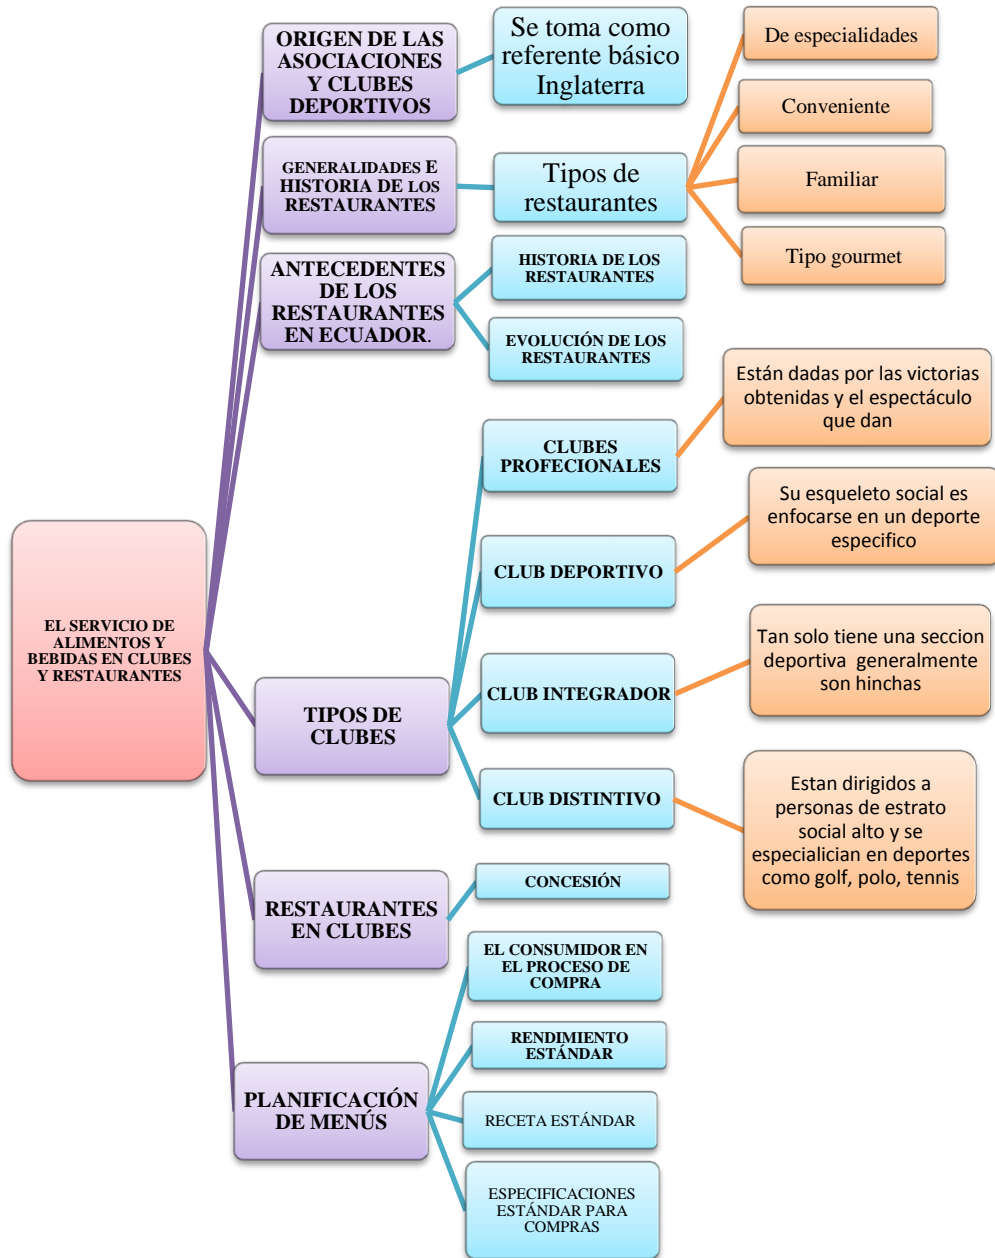 ORIGEN DE LAS
ASOCIACIONES
Y CLUBES
DEPORTIVOS
Se toma como
referente básico
Inglaterra
De especialidades
Conveniente
GENERALIDADES E
HISTORIA DE LOS
RESTAURANTES
Tipos de
restaurantes
Familiar
Tipo gourmet
ANTECEDENTES
DE LOS
RESTAURANTES
EN ECUADOR.
HISTORIA DE LOS
RESTAURANTES
EVOLUCIÓN DE LOS
RESTAURANTES
EL SERVICIO DE
ALIMENTOS Y
BEBIDAS EN CLUBES
Y RESTAURANTES
TIPOS DE
CLUBES
CLUBES
PROFECIONALES
Están dadas por las victorias
obtenidas y el espectáculo
que dan
CLUB DEPORTIVO
Su esqueleto social es
enfocarse en un deporte
especifico
CLUB INTEGRADOR
Tan solo tiene una seccion
deportiva  generalmente
son hinchas
CLUB DISTINTIVO
Estan dirigidos a
personas de estrato
social alto y se
especialician en deportes
como golf, polo, tennis
RESTAURANTES
EN CLUBES
CONCESIÓN
PLANIFICACIÓN
DE MENÚS
EL CONSUMIDOR EN
EL PROCESO DE
COMPRA
RENDIMIENTO
ESTÁNDAR
RECETA ESTÁNDAR
ESPECIFICACIONES
ESTÁNDAR PARA
COMPRAS